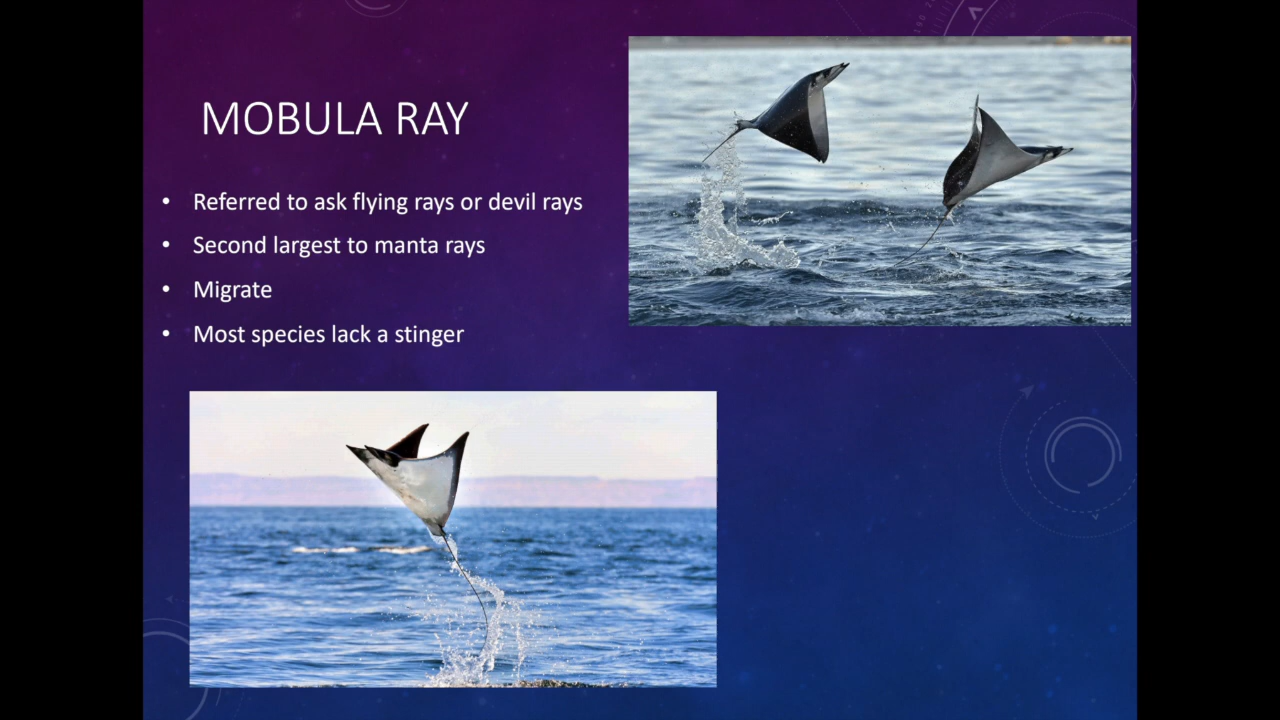 MOBULA RAY
• Referred to ask flying rays or devil rays
• Second largest to manta rays
• Migrate
• Most species lack a stinger